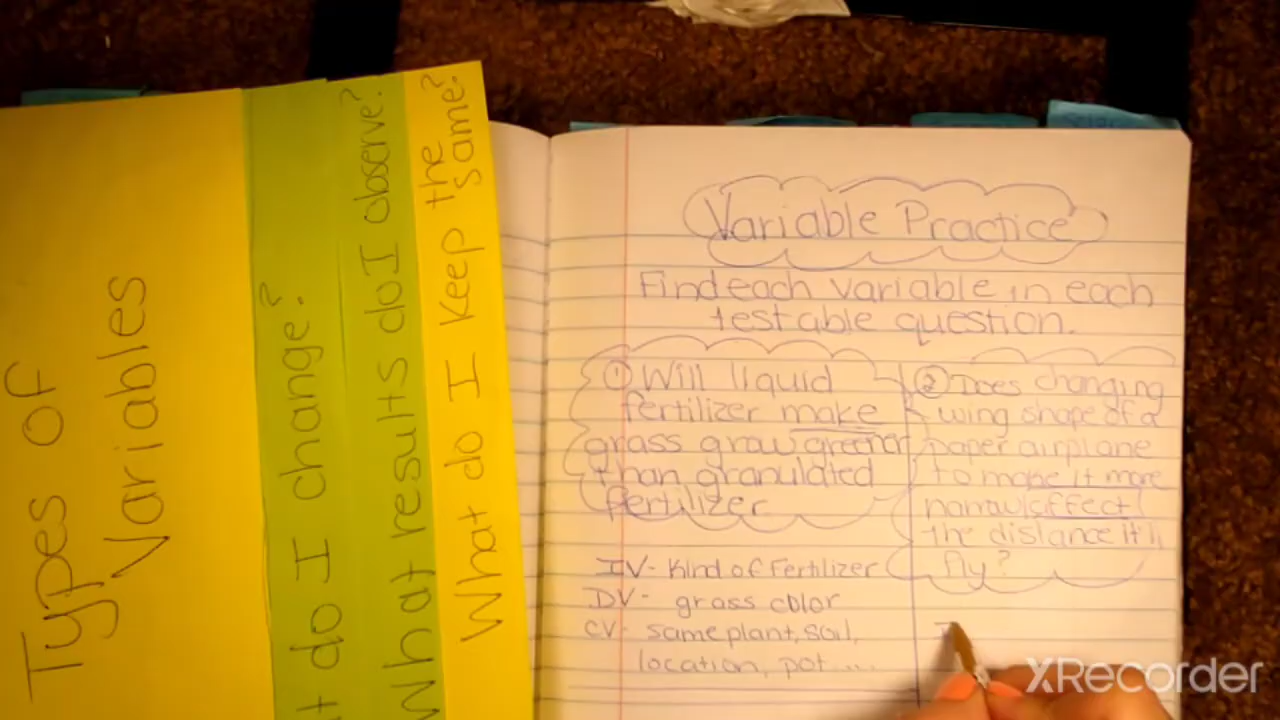 Types of
Variables
t do I change?
What results do I observe?
What do I keep the
same?
Variable Practice
Find each variable in each
testable question.
① Will liquid
fertilizer make
grass grow greener
than granulated
fertilizer
IV- Kind of Fertilizer
DV- grass color
CV- same plant, soil,
location, pot ...
② Does changing
wing shape of a
paper airplane
to make it more
narrow affect
the distance it'll
fly?
I
XRecorder